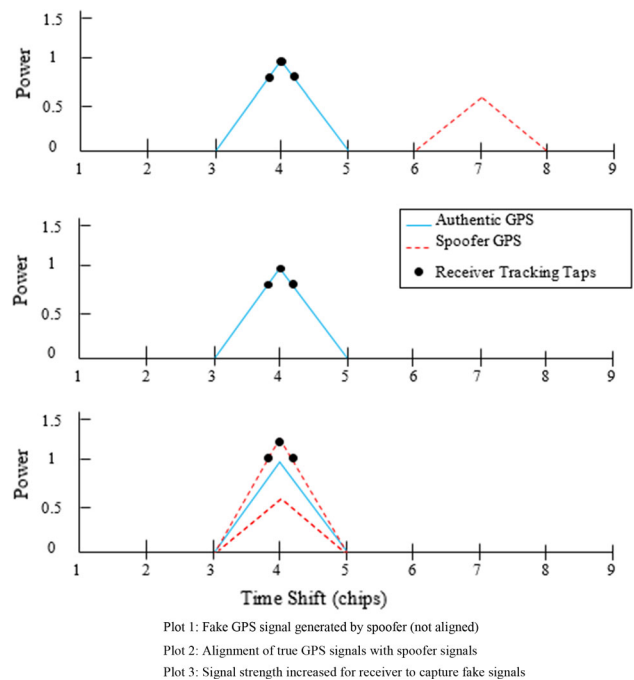 1.5
1
0.5
0
Power
1 2 3 4 5 6 7 8 9
1.5
1
0.5
0
Power
1 2 3 4 5 6 7 8 9
Authentic GPS
Spoofer GPS
Receiver Tracking Taps
1.5
1
0.5
0
Power
1 2 3 4 5 6 7 8 9
Time Shift (chips)
Plot 1: Fake GPS signal generated by spoofer (not aligned)
Plot 2: Alignment of true GPS signals with spoofer signals
Plot 3: Signal strength increased for receiver to capture fake signals